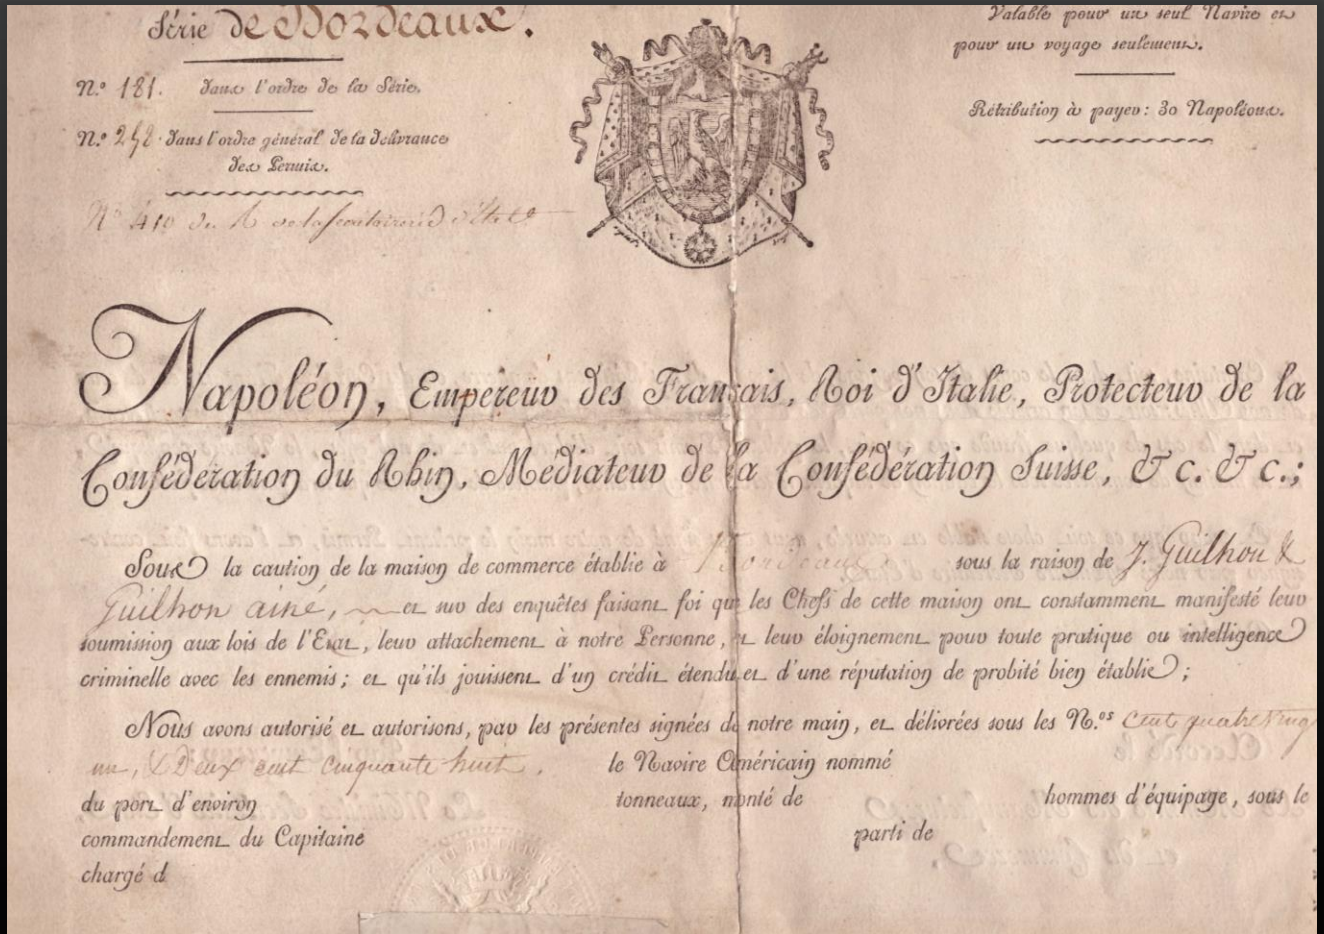 Série de Bordeaux.
N.° 181. dans l'ordre de la Série.
N.° 258. dans l'ordre général de la délivrance
des Permis.
N° 410 du R de la d'Etat
Valable pour un seul Navire et
pour un voyage seulement.
Rétribution à payer: 30 Napoléons.
Napoléon, Empereur des Français, Roi d'Italie, Protecteur de la
Confédération du Rhin, Médiateur de la Confédération Suisse, & c. & c.;
Sous la caution de la maison de commerce établie à Bordeaux sous la raison de J. Guilhou &
Guilhou ainé, et sur des enquêtes faisant foi que les Chefs de cette maison ont constamment manifesté leur
soumission aux lois de l'Etat, leur attachement à notre Personne, et leur éloignement pour toute pratique ou intelligence
criminelle avec les ennemis; et qu'ils jouissent d'un crédit étendu et d'une réputation de probité bien établie;
Nous avons autorisé et autorisons, par les présentes signées de notre main, et délivrées sous les N.os cent quatre vingt
un, & Deux cent cinquante huit. le Navire Américain nommé
du port d'environ tonneaux, monté de hommes d'équipage, sous le
commandement du Capitaine parti de
chargé d